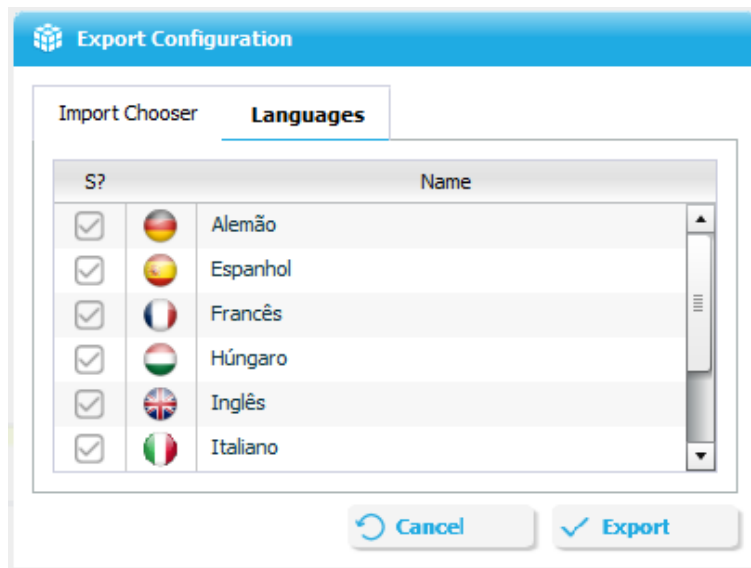 Export Configuration
Import Chooser Languages
S? Name
Alemão
Espanhol
Francês
Húngaro
Inglês
Italiano
Cancel Export